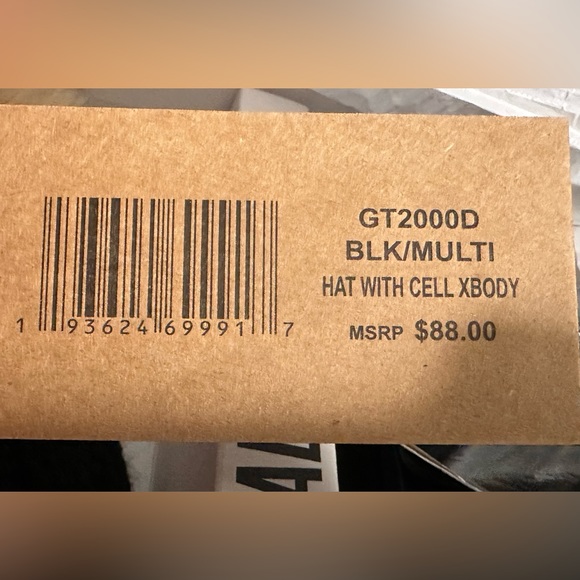 GT2000D
BLK/MULTI
HAT WITH CELL XBODY
MSRP $88.00
1 93624 69991 7